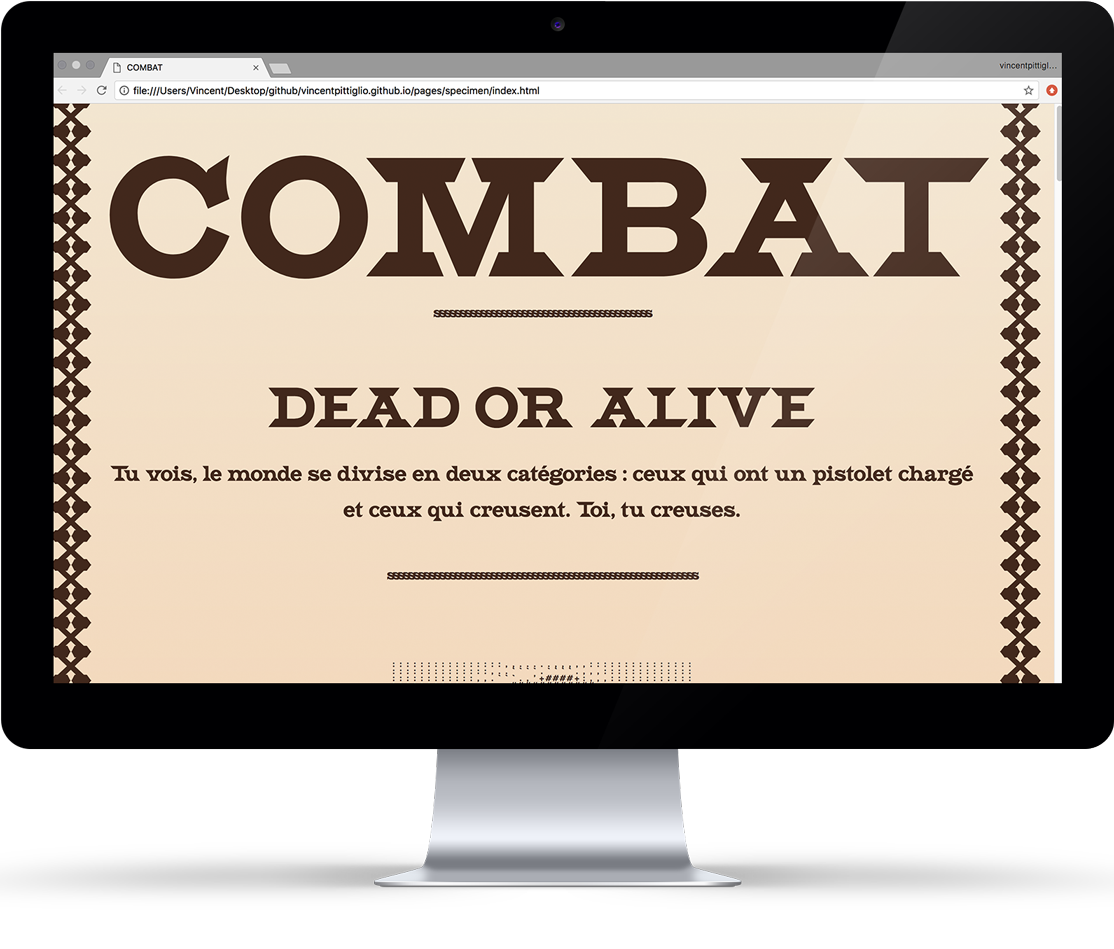 COMBAT
vincentpittigl...
file:///Users/Vincent/Desktop/github/vincentpittiglio.github.io/pages/specimen/index.html
COMBAT
DEAD OR ALIVE
Tu vois, le monde se divise en deux catégories : ceux qui ont un pistolet chargé
et ceux qui creusent. Toi, tu creuses.